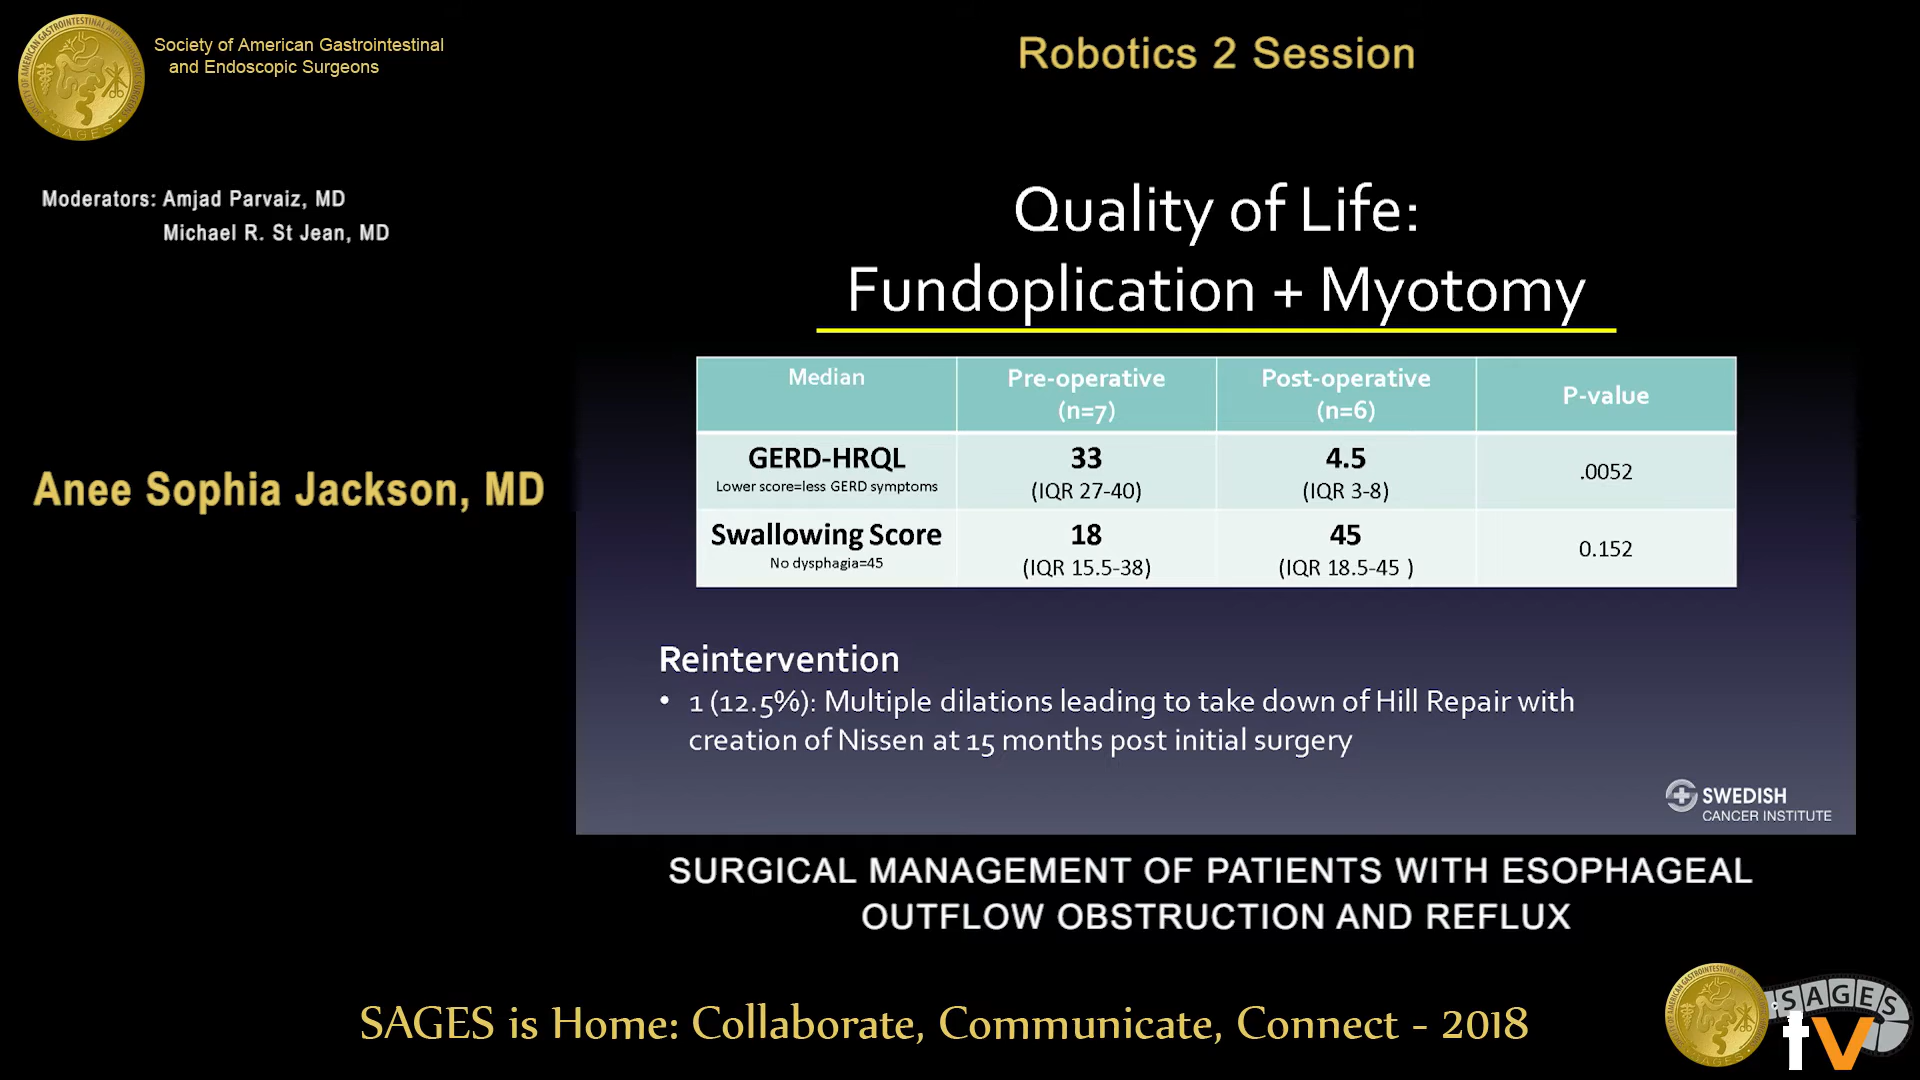 Society of American Gastrointestinal
and Endoscopic Surgeons
Robotics 2 Session
Moderators: Amjad Parvaiz, MD
Michael R. St Jean, MD
Anee Sophia Jackson, MD
Quality of Life:
Fundoplication + Myotomy
Median Pre-operative Post-operative P-value
(n=7) (n=6)
GERD-HRQL 33 4.5 .0052
Lower score=less GERD symptoms (IQR 27-40) (IQR 3-8)
Swallowing Score 18 45 0.152
No dysphagia=45 (IQR 15.5-38) (IQR 18.5-45 )
Reintervention
• 1 (12.5%): Multiple dilations leading to take down of Hill Repair with
creation of Nissen at 15 months post initial surgery
SWEDISH
CANCER INSTITUTE
SURGICAL MANAGEMENT OF PATIENTS WITH ESOPHAGEAL
OUTFLOW OBSTRUCTION AND REFLUX
SAGES is Home: Collaborate, Communicate, Connect - 2018
SAGES
tv